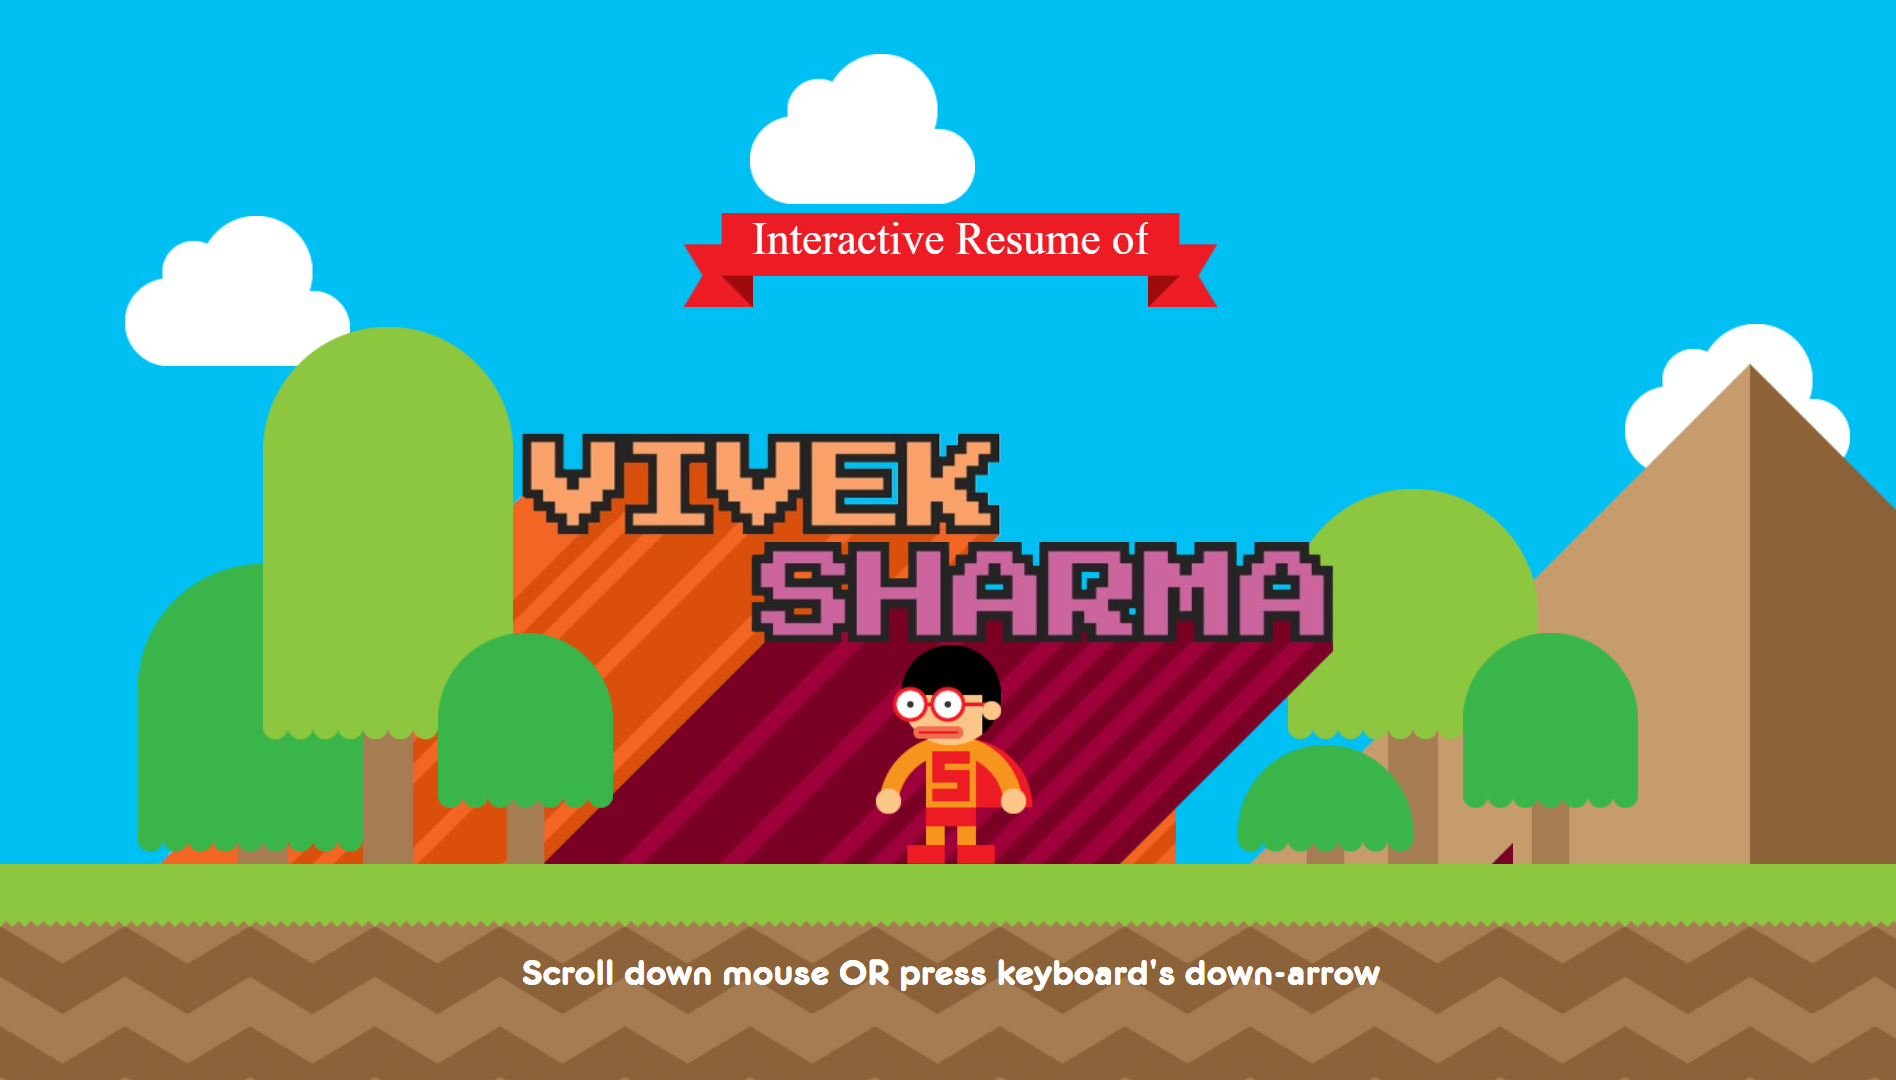 Interactive Resume of
VIVEK
SHARMA
S
Scroll down mouse OR press keyboard's down-arrow